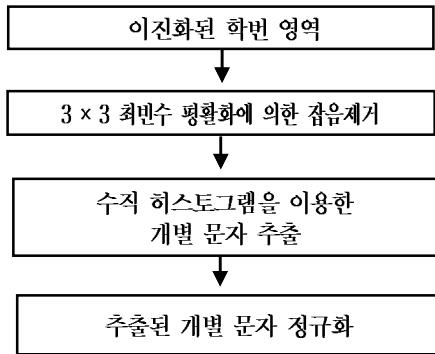 이진화된 학번 영역
3 × 3 최빈수 평활화에 의한 잡음제거
수직 히스토그램을 이용한
개별 문자 추출
추출된 개별 문자 정규화